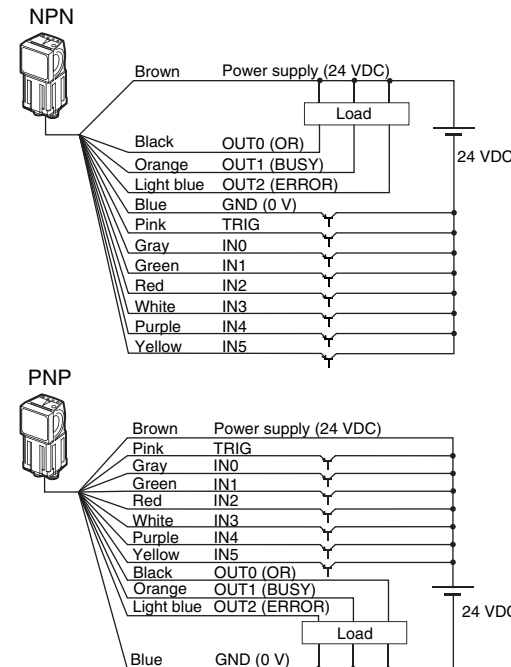 NPN
Brown Power supply (24 VDC)
Load
Black OUT0 (OR)
24 VDC
Orange OUT1 (BUSY)
Light blue OUT2 (ERROR)
Blue GND (0 V)
Pink TRIG
Gray IN0
Green IN1
Red IN2
White IN3
Purple IN4
Yellow IN5
PNP
Brown Power supply (24 VDC)
Pink TRIG
Gray IN0
Green IN1
Red IN2
White IN3
Purple IN4
Yellow IN5
Black OUT0 (OR)
Orange OUT1 (BUSY)
Light blue OUT2 (ERROR)
24 VDC
Load
Blue GND (0 V)